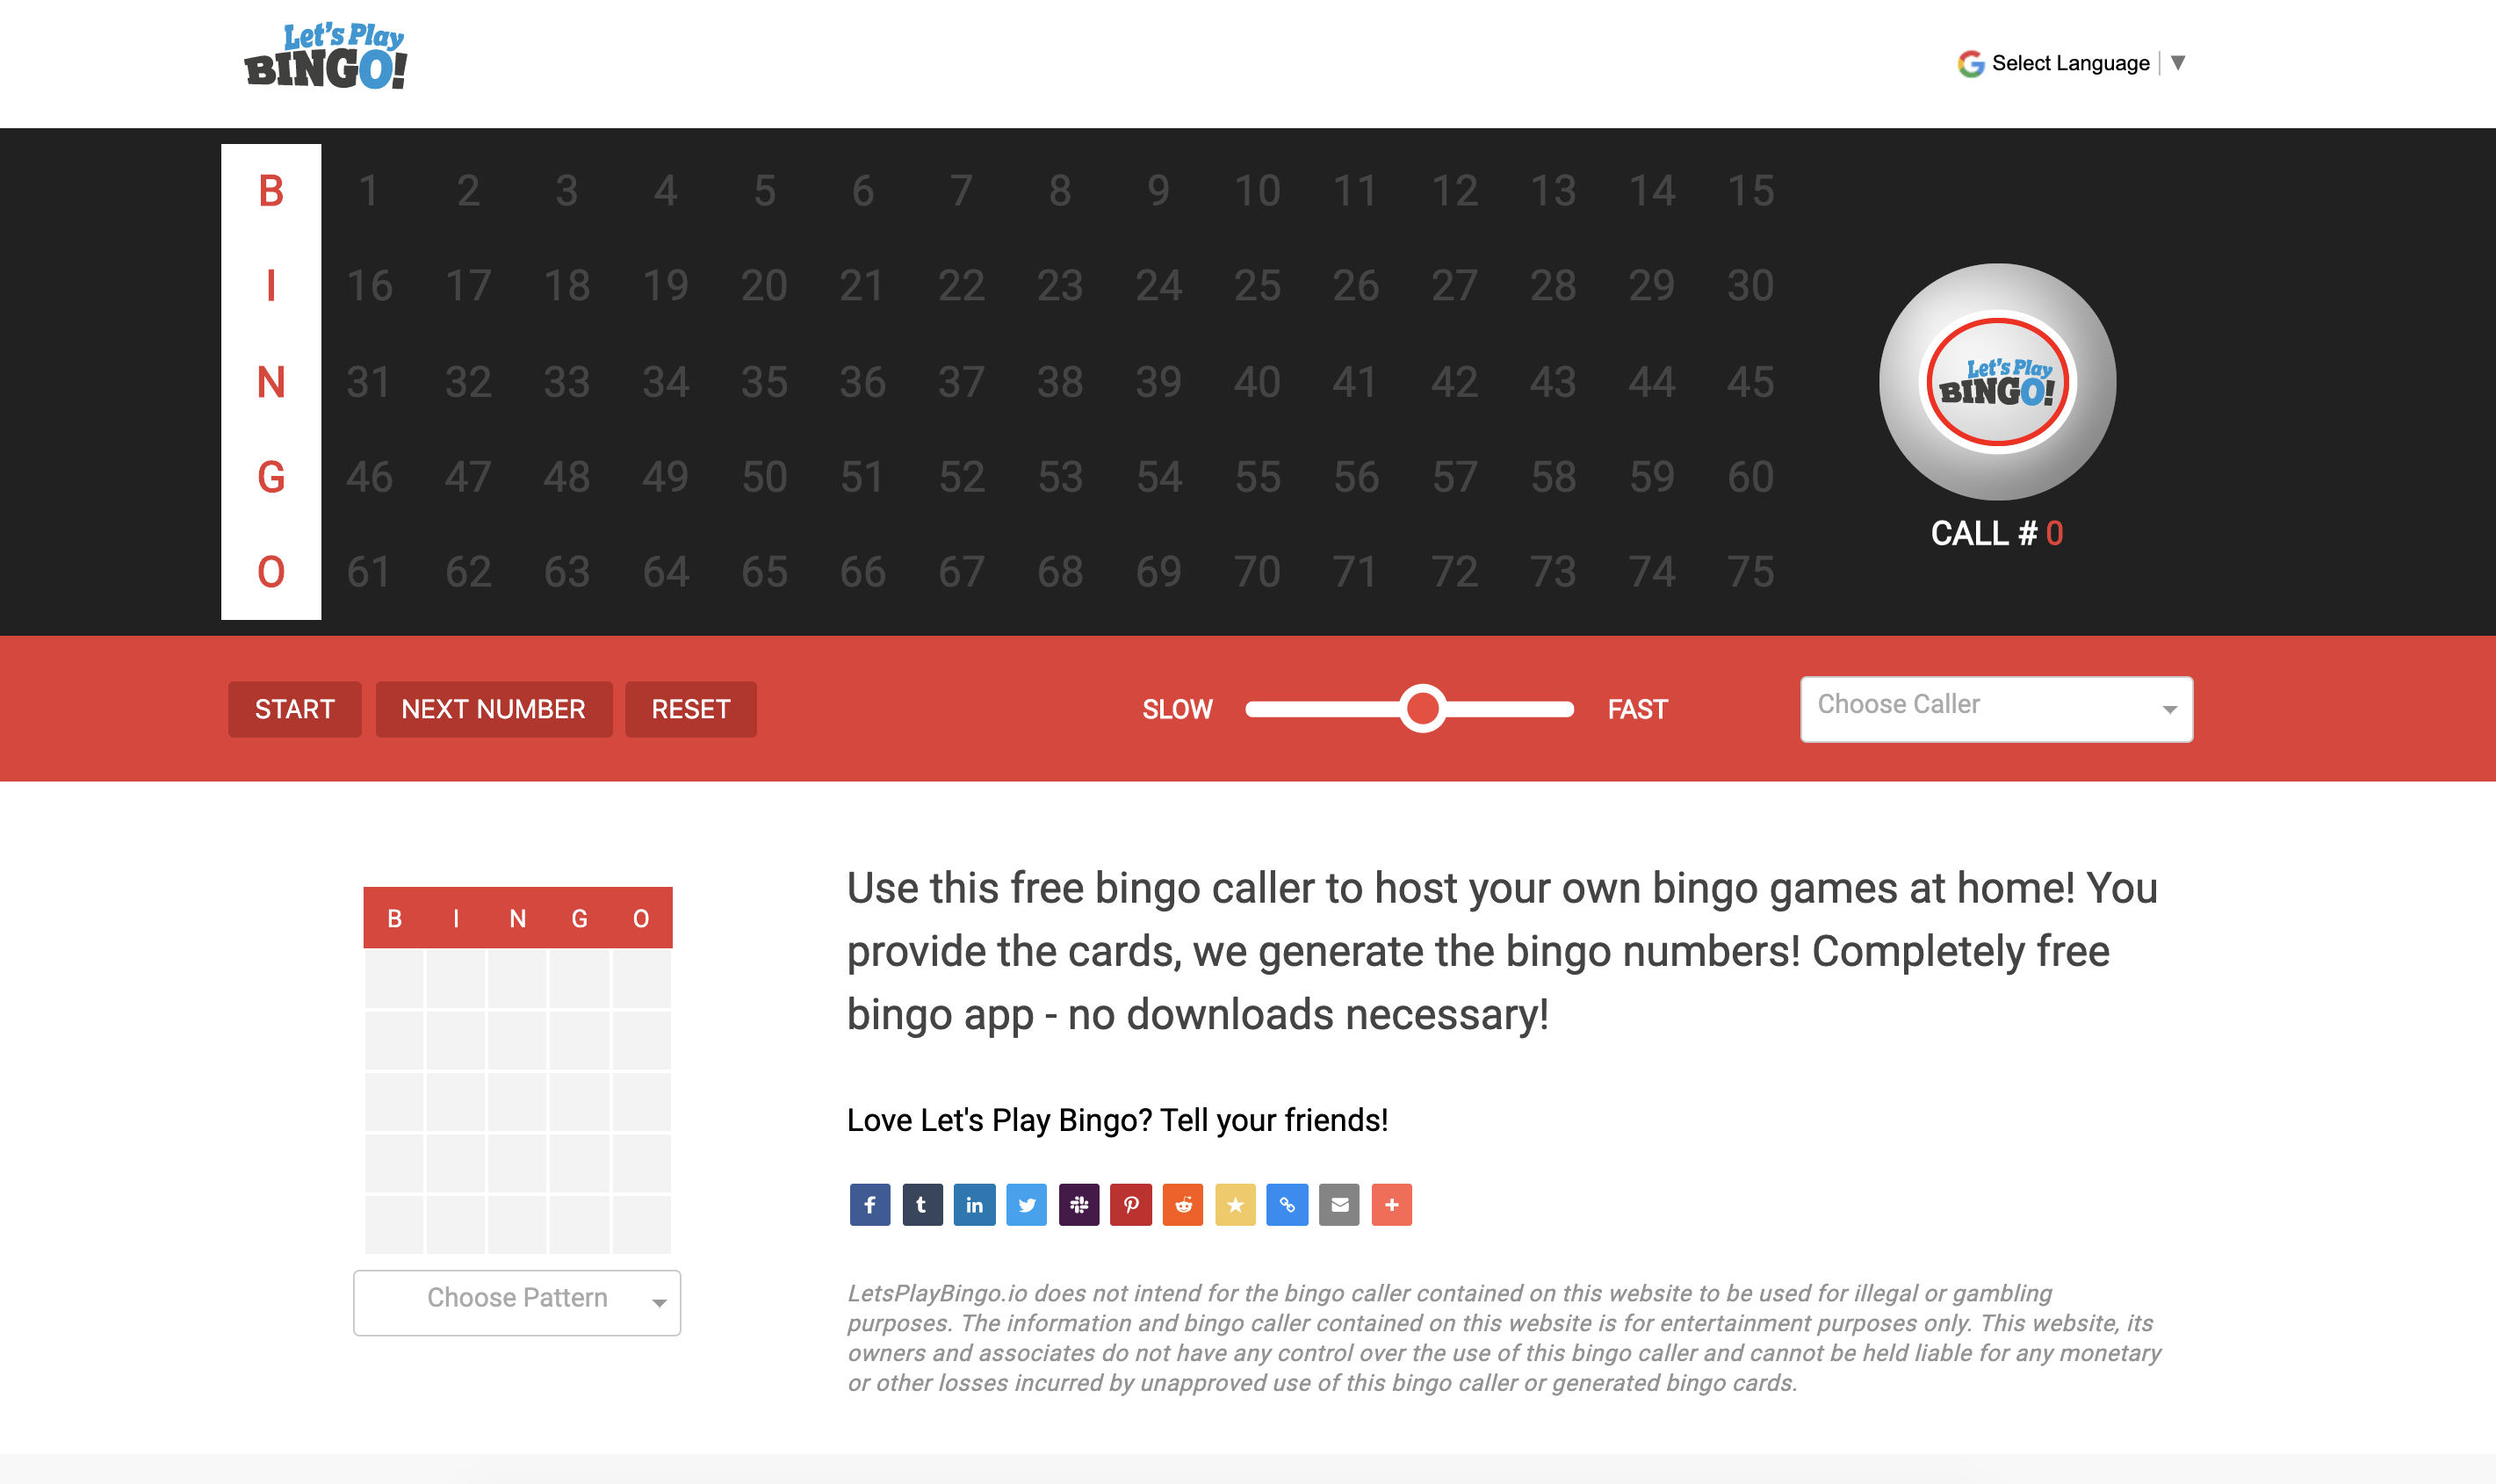 Let's Play
BINGO!
Select Language
B 1 2 3 4 5 6 7 8 9 10 11 12 13 14 15
I 16 17 18 19 20 21 22 23 24 25 26 27 28 29 30
N 31 32 33 34 35 36 37 38 39 40 41 42 43 44 45
G 46 47 48 49 50 51 52 53 54 55 56 57 58 59 60
O 61 62 63 64 65 66 67 68 69 70 71 72 73 74 75
Let's Play
BINGO!
CALL # 0
START NEXT NUMBER RESET SLOW FAST Choose Caller
B I N G O
Choose Pattern
Use this free bingo caller to host your own bingo games at home! You
provide the cards, we generate the bingo numbers! Completely free
bingo app - no downloads necessary!
Love Let's Play Bingo? Tell your friends!
LetsPlayBingo.io does not intend for the bingo caller contained on this website to be used for illegal or gambling
purposes. The information and bingo caller contained on this website is for entertainment purposes only. This website, its
owners and associates do not have any control over the use of this bingo caller and cannot be held liable for any monetary
or other losses incurred by unapproved use of this bingo caller or generated bingo cards.